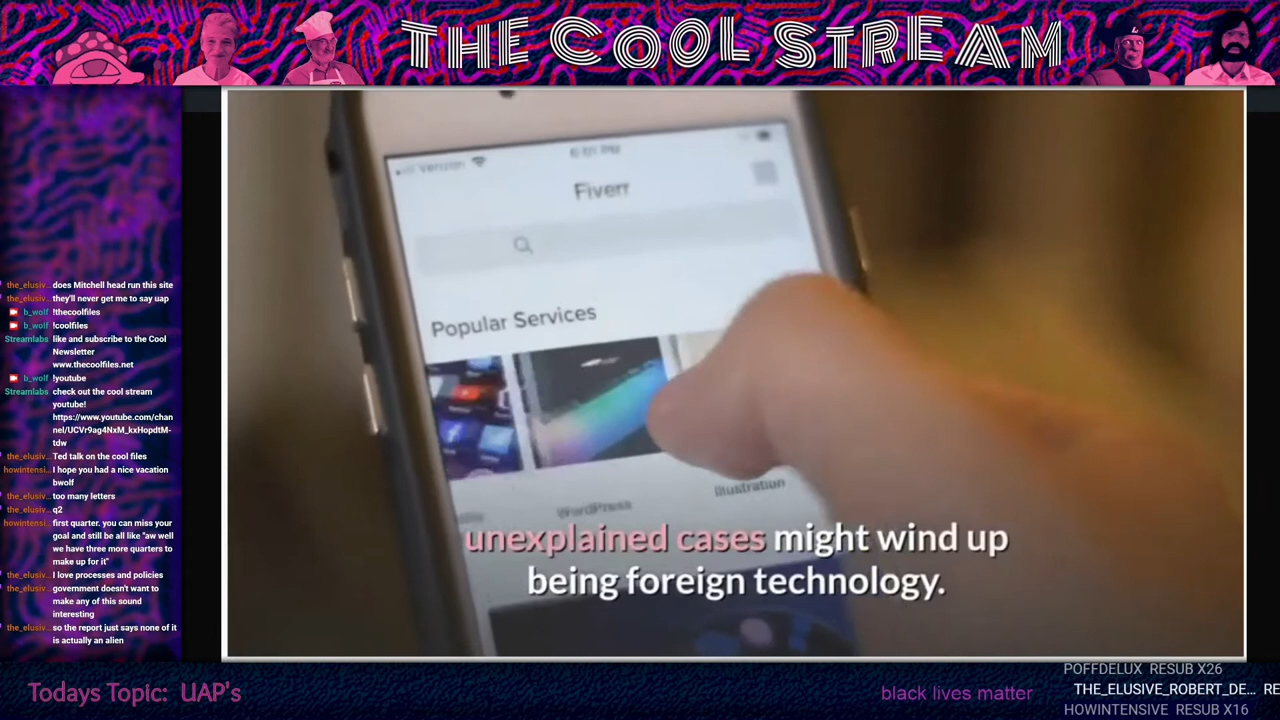 THE COOL STREAM
Verizon
6:01 PM
Fiverr
Popular Services
WordPress
Illustration
unexplained cases might wind up
being foreign technology.
the_elusiv... does Mitchell head run this site
the_elusiv... they'll never get me to say uap
b_wolf !thecoolfiles
b_wolf !coolfiles
Streamlabs like and subscribe to the Cool
Newsletter
www.thecoolfiles.net
b_wolf !youtube
Streamlabs check out the cool stream
youtube!
https://www.youtube.com/chan
nel/UCVr9ag4NxM_kxHopdtM-
tdw
the_elusiv... Ted talk on the cool files
howintensi... I hope you had a nice vacation
bwolf
the_elusiv... too many letters
the_elusiv... q2
howintensi... first quarter. you can miss your
goal and still be all like "aw well
we have three more quarters to
make up for it"
the_elusiv... I love processes and policies
the_elusiv... government doesn't want to
make any of this sound
interesting
the_elusiv... so the report just says none of it
is actually an alien
Todays Topic: UAP's
black lives matter
POFFDELUX RESUB X26
THE_ELUSIVE_ROBERT_DE... RE
HOWINTENSIVE RESUB X16